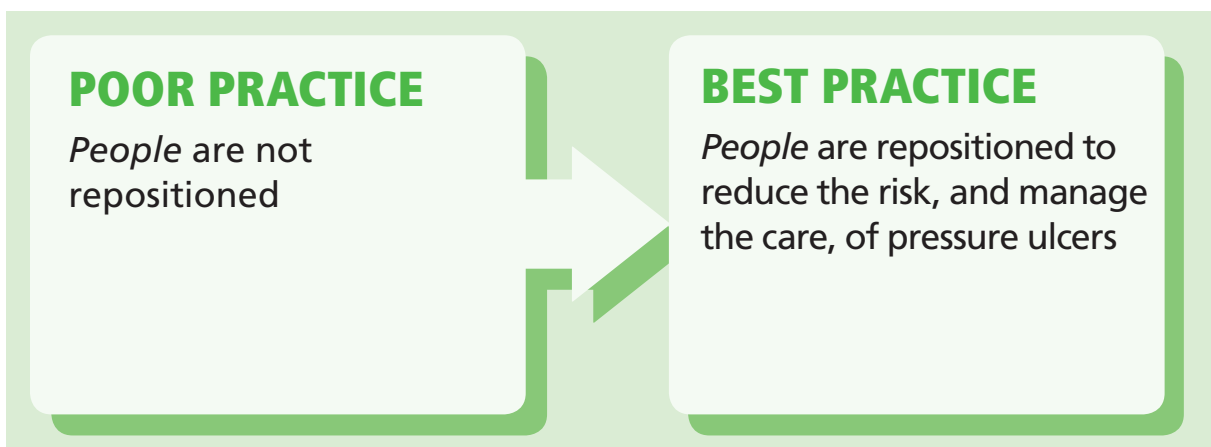 POOR PRACTICE
People are not
repositioned
BEST PRACTICE
People are repositioned to
reduce the risk, and manage
the care, of pressure ulcers